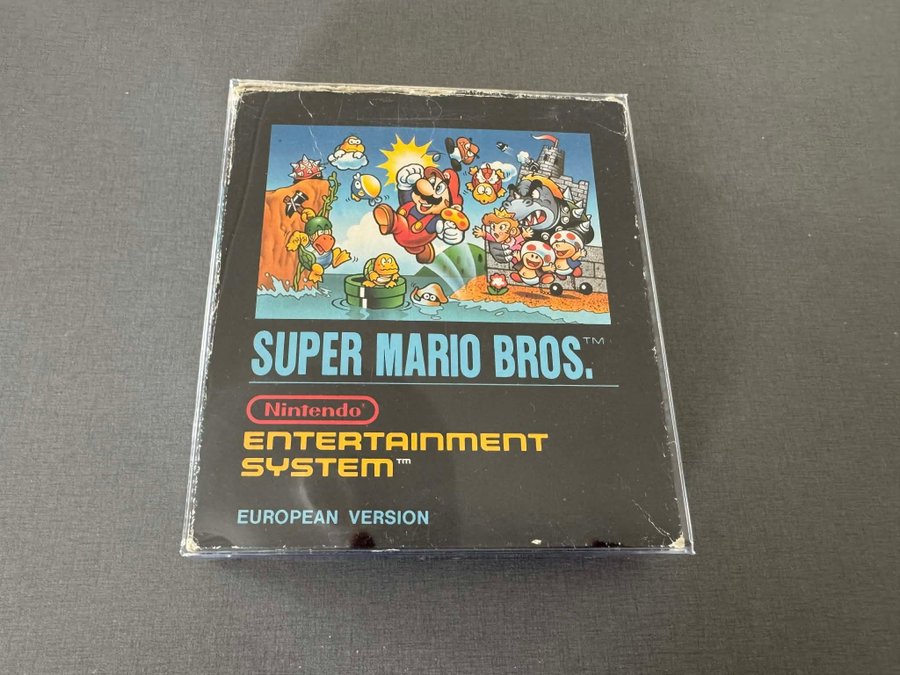 SUPER MARIO BROS.™
Nintendo®
ENTERTAINMENT
SYSTEM™
EUROPEAN VERSION